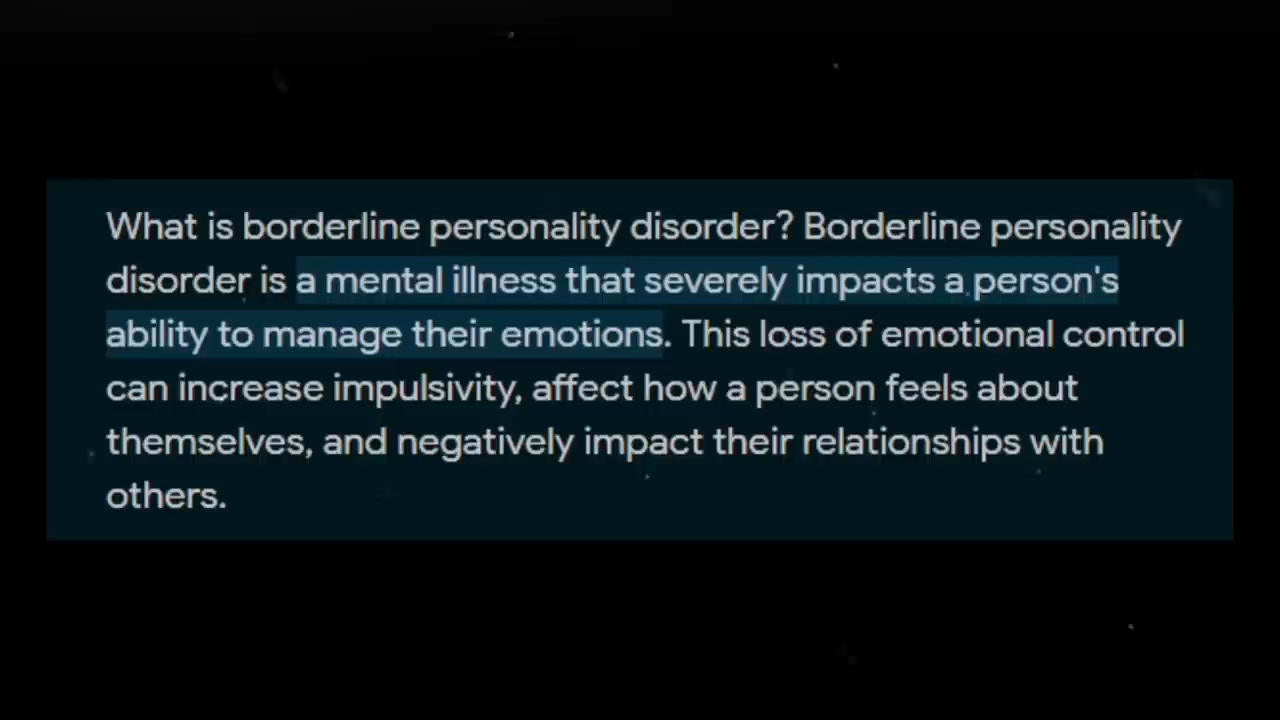 What is borderline personality disorder? Borderline personality
disorder is a mental illness that severely impacts a person's
ability to manage their emotions. This loss of emotional control
can increase impulsivity, affect how a person feels about
themselves, and negatively impact their relationships with
others.